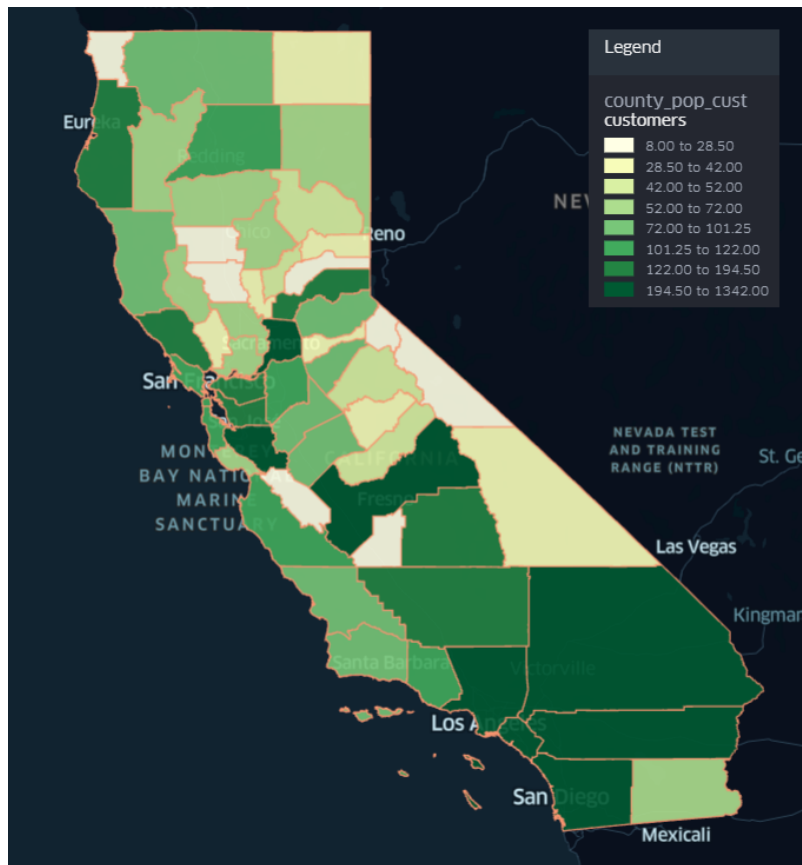 Legend
county_pop_cust
customers
8.00 to 28.50
28.50 to 42.00
42.00 to 52.00
52.00 to 72.00
72.00 to 101.25
101.25 to 122.00
122.00 to 194.50
194.50 to 1342.00
Eureka
Redding
NE
Chico
Reno
Sacramento
San Francisco
San José
MONTEREY
BAY NATIONAL
MARINE
SANCTUARY
CALIFORNIA
Fresno
NEVADA TEST
AND TRAINING
RANGE (NTTR)
St. Ge
Las Vegas
Kingman
Santa Barbara
Victorville
Los Angeles
San Diego
Mexicali